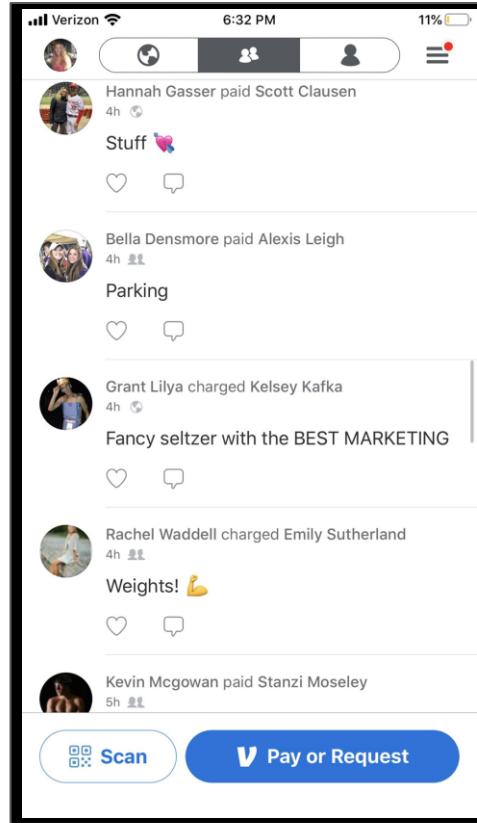 Verizon 6:32 PM 11%
Hannah Gasser paid Scott Clausen
4h
Stuff 💘
Bella Densmore paid Alexis Leigh
4h
Parking
Grant Lilya charged Kelsey Kafka
4h
Fancy seltzer with the BEST MARKETING
Rachel Waddell charged Emily Sutherland
4h
Weights! 💪
Kevin Mcgowan paid Stanzi Moseley
5h
Scan
V Pay or Request